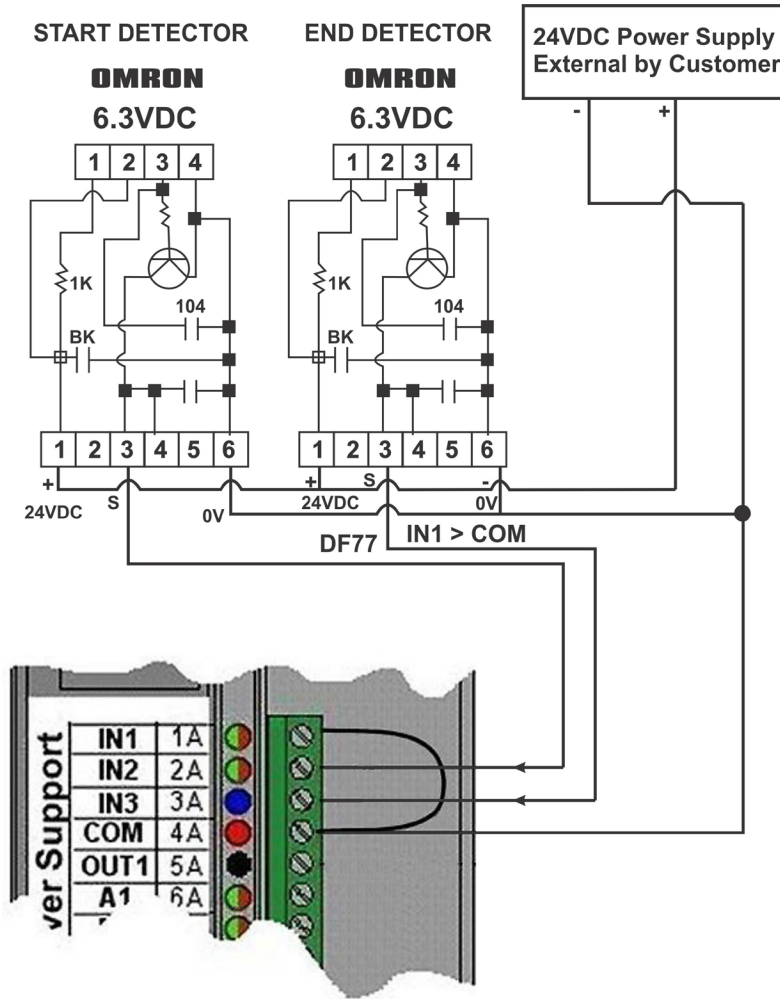 START DETECTOR
END DETECTOR
24VDC Power Supply
External by Customer
OMRON
OMRON
6.3VDC
6.3VDC
- +
1 2 3 4
1 2 3 4
1K
1K
104
104
BK
BK
1 2 3 4 5 6
1 2 3 4 5 6
+ S
+ S -
24VDC 0V
24VDC 0V
DF77 IN1 > COM
ver Support
IN1 1A
IN2 2A
IN3 3A
COM 4A
OUT1 5A
A1 6A